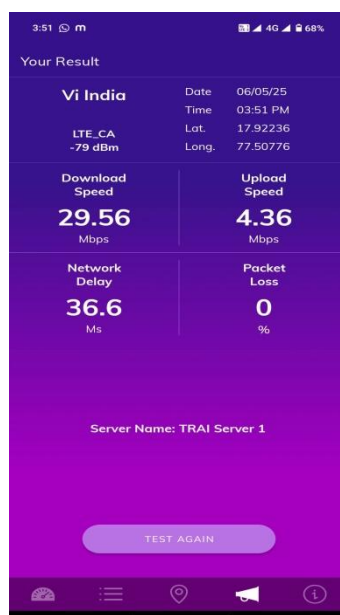 3:51 m 4G 68%
Your Result
Vi India
LTE_CA
-79 dBm
Date 06/05/25
Time 03:51 PM
Lat. 17.92236
Long. 77.50776
Download
Speed
29.56
Mbps
Upload
Speed
4.36
Mbps
Network
Delay
36.6
Ms
Packet
Loss
0
%
Server Name: TRAI Server 1
TEST AGAIN